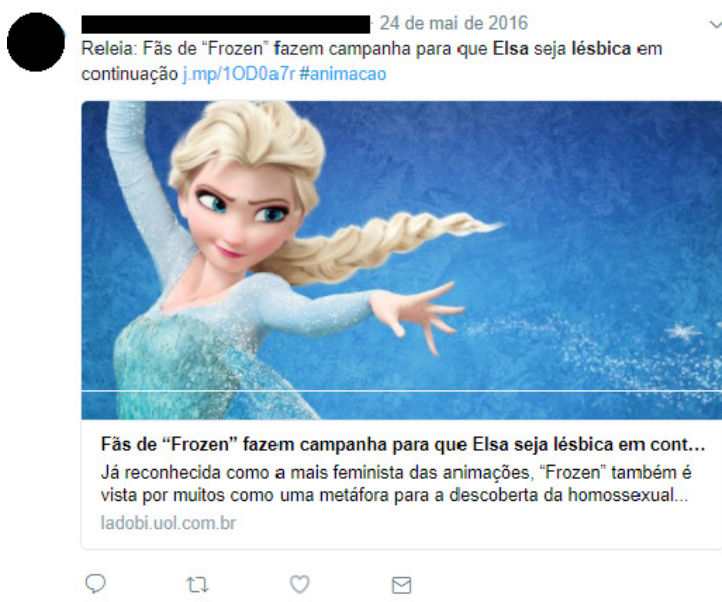 24 de mai de 2016
Releia: Fãs de “Frozen” fazem campanha para que Elsa seja lésbica em
continuação j.mp/1OD0a7r #animacao
Fãs de “Frozen” fazem campanha para que Elsa seja lésbica em cont...
Já reconhecida como a mais feminista das animações, “Frozen” também é
vista por muitos como uma metáfora para a descoberta da homossexual...
ladobi.uol.com.br